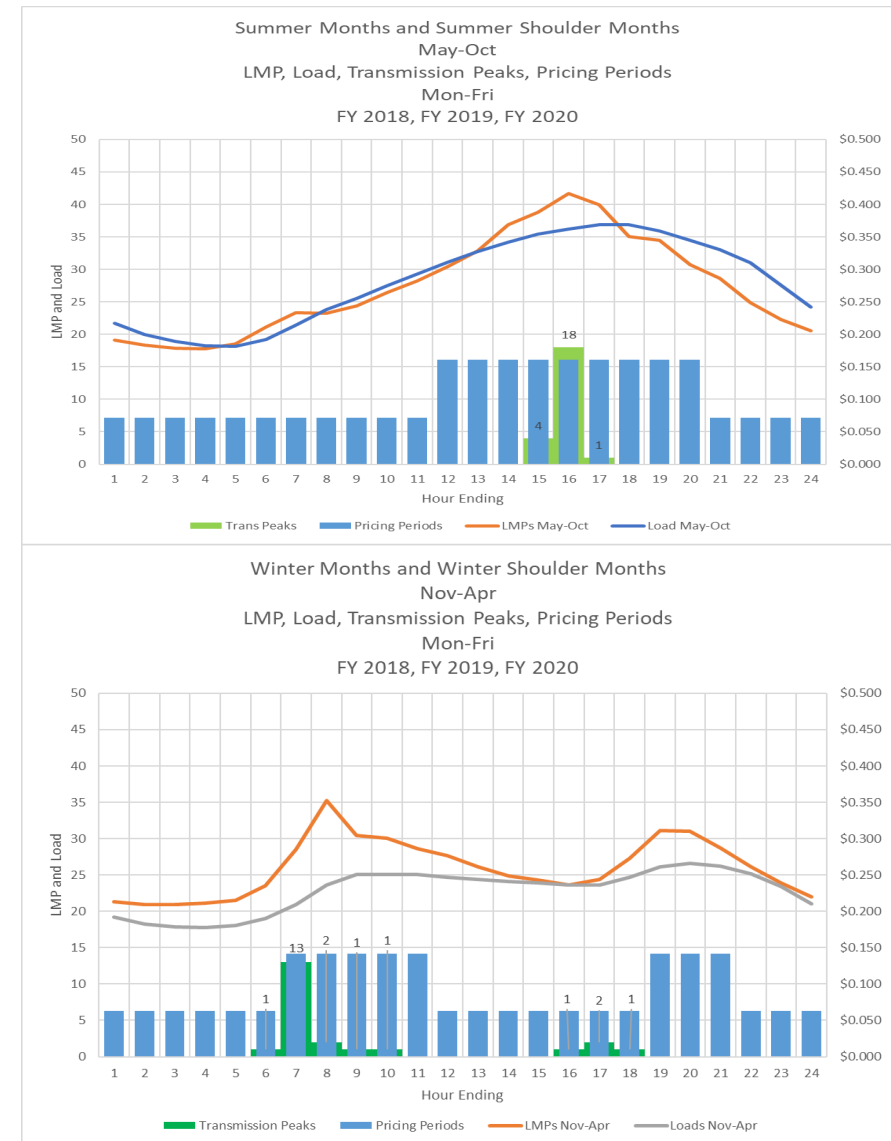 Summer Months and Summer Shoulder Months
May-Oct
LMP, Load, Transmission Peaks, Pricing Periods
Mon-Fri
FY 2018, FY 2019, FY 2020
50 $0.500
45 $0.450
40 $0.400
35 $0.350
30 $0.300
25 $0.250
20 $0.200
15 $0.150
10 $0.100
5 $0.050
0 $0.000
LMP and Load
18
4
1
1 2 3 4 5 6 7 8 9 10 11 12 13 14 15 16 17 18 19 20 21 22 23 24
Hour Ending
Trans Peaks Pricing Periods LMPs May-Oct Load May-Oct
Winter Months and Winter Shoulder Months
Nov-Apr
LMP, Load, Transmission Peaks, Pricing Periods
Mon-Fri
FY 2018, FY 2019, FY 2020
50 $0.500
45 $0.450
40 $0.400
35 $0.350
30 $0.300
25 $0.250
20 $0.200
15 $0.150
10 $0.100
5 $0.050
0 $0.000
LMP and Load
1 13 2 1 1 1 2 1
1 2 3 4 5 6 7 8 9 10 11 12 13 14 15 16 17 18 19 20 21 22 23 24
Hour Ending
Transmission Peaks Pricing Periods LMPs Nov-Apr Loads Nov-Apr